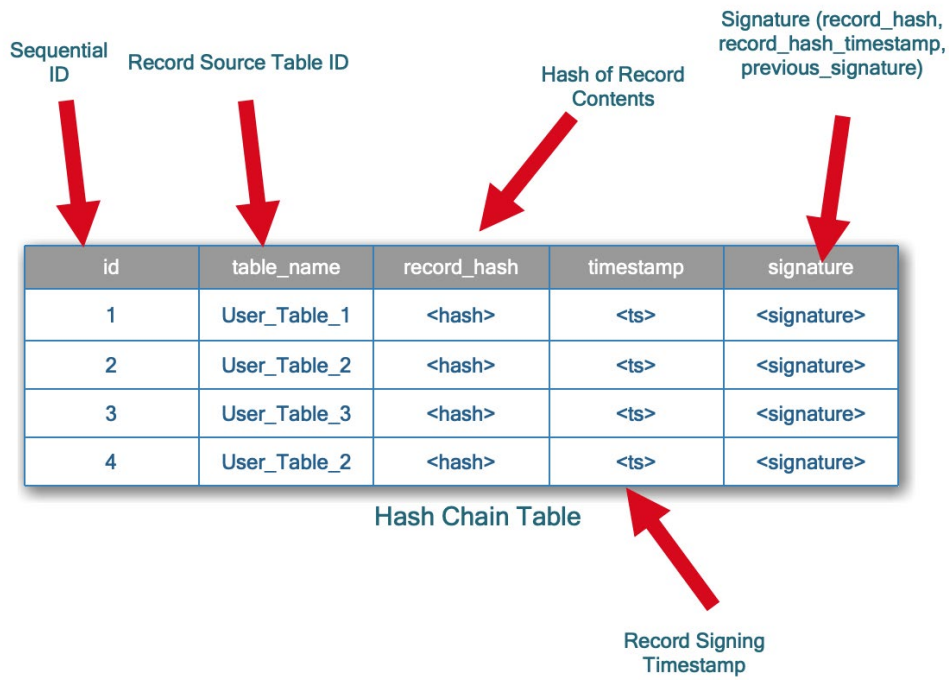 Sequential
ID
Record Source Table ID
Hash of Record
Contents
Signature (record_hash,
record_hash_timestamp,
previous_signature)
id table_name record_hash timestamp signature
1 User_Table_1 <hash> <ts> <signature>
2 User_Table_2 <hash> <ts> <signature>
3 User_Table_3 <hash> <ts> <signature>
4 User_Table_2 <hash> <ts> <signature>
Hash Chain Table
Record Signing
Timestamp